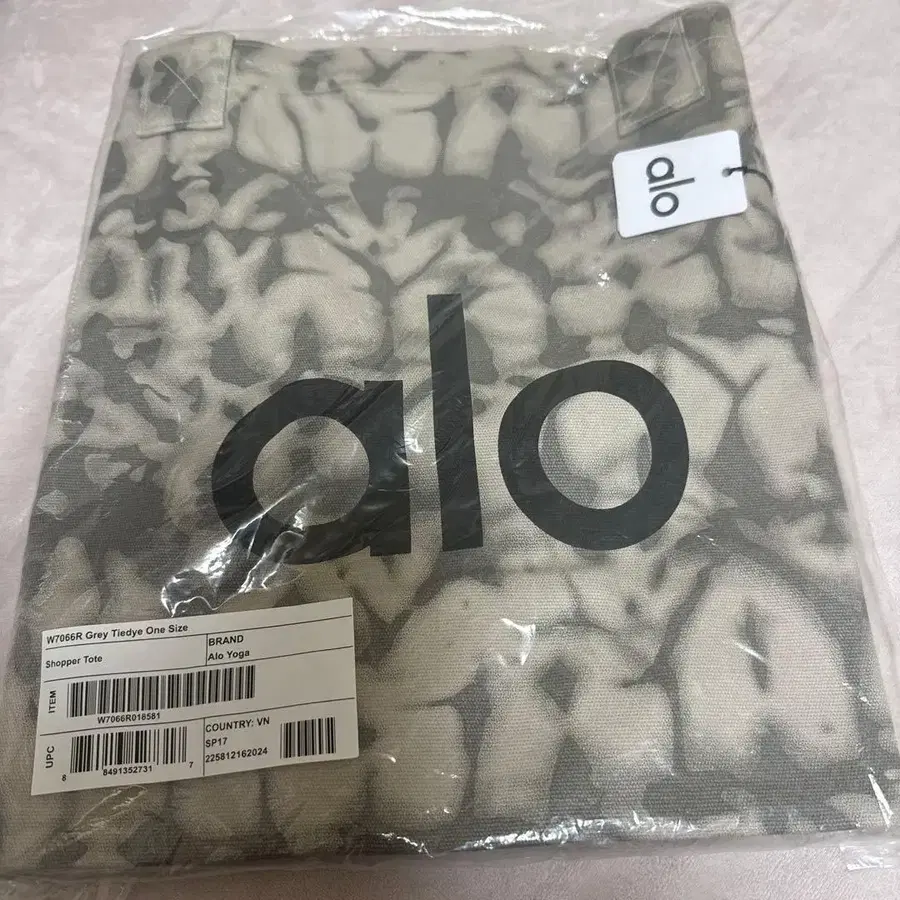 alo
alo
W7066R Grey Tiedye One Size
Shopper Tote
BRAND
Alo Yoga
ITEM
W7066R018581
UPC
8 8491352731 7
COUNTRY: VN
SP17
225812162024